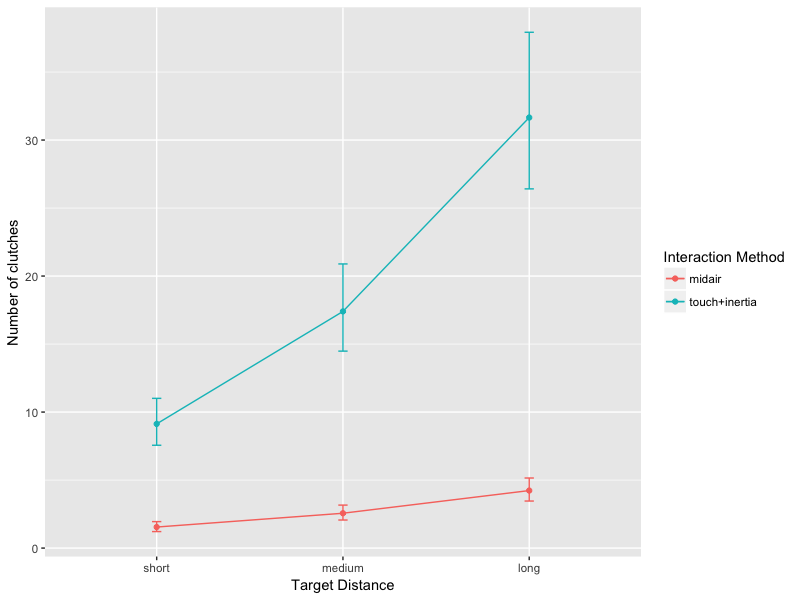 Number of clutches
30
20
10
0
short medium long
Target Distance
Interaction Method
midair
touch+inertia